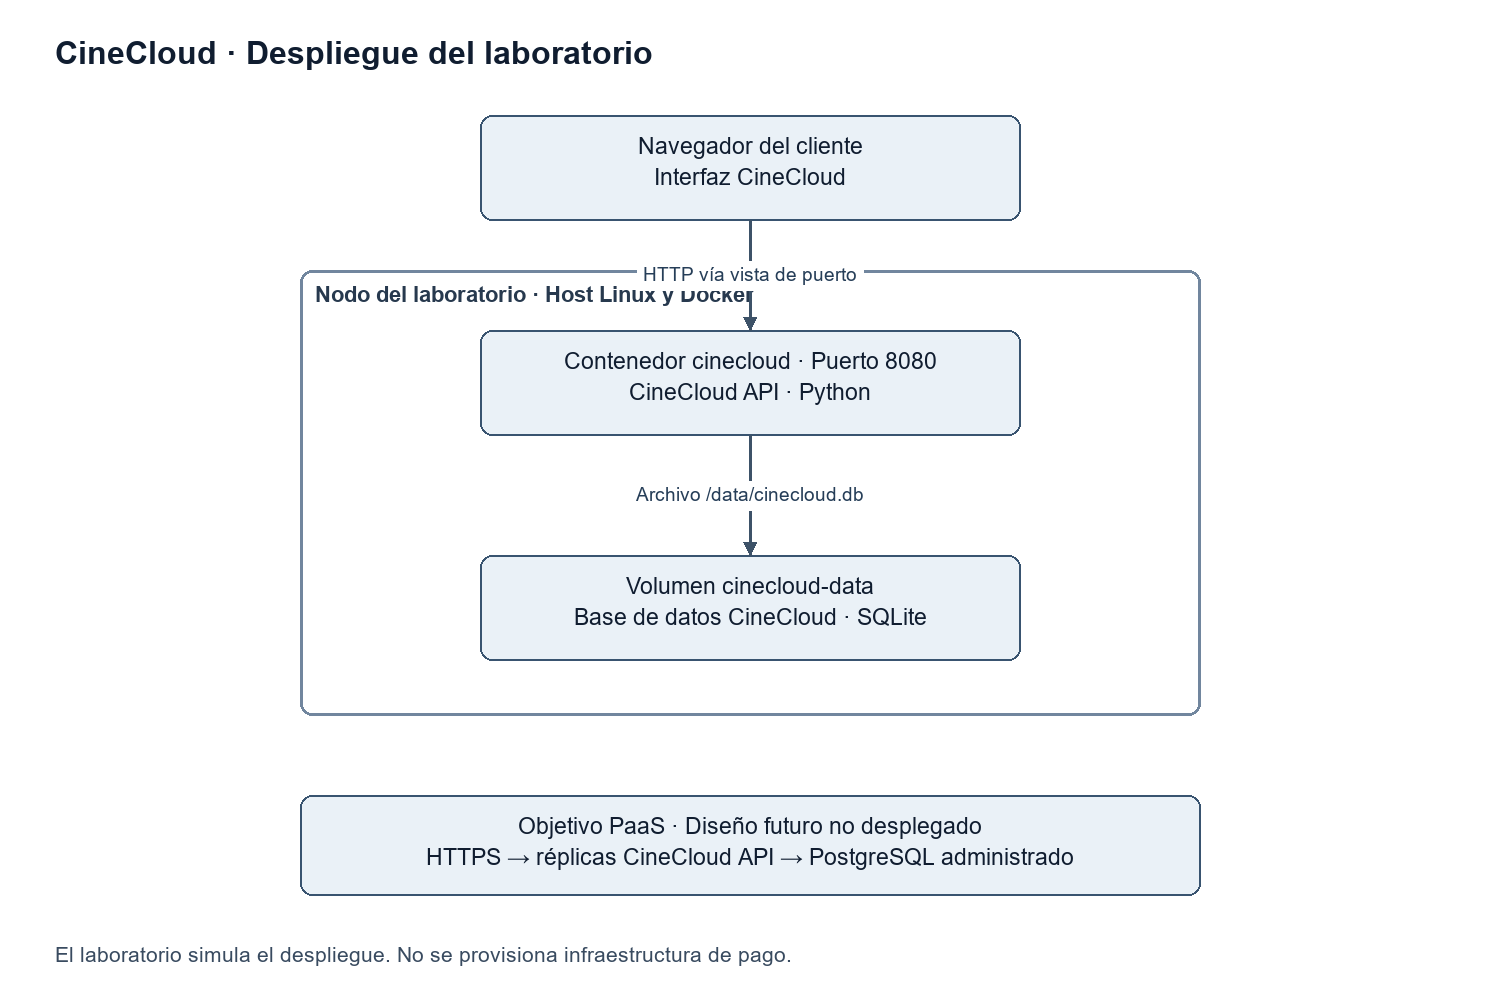 CineCloud · Despliegue del laboratorio
Navegador del cliente
Interfaz CineCloud
HTTP vía vista de puerto
Nodo del laboratorio · Host Linux y Docker
Contenedor cinecloud · Puerto 8080
CineCloud API · Python
Archivo /data/cinecloud.db
Volumen cinecloud-data
Base de datos CineCloud · SQLite
Objetivo PaaS · Diseño futuro no desplegado
HTTPS → réplicas CineCloud API → PostgreSQL administrado
El laboratorio simula el despliegue. No se provisiona infraestructura de pago.